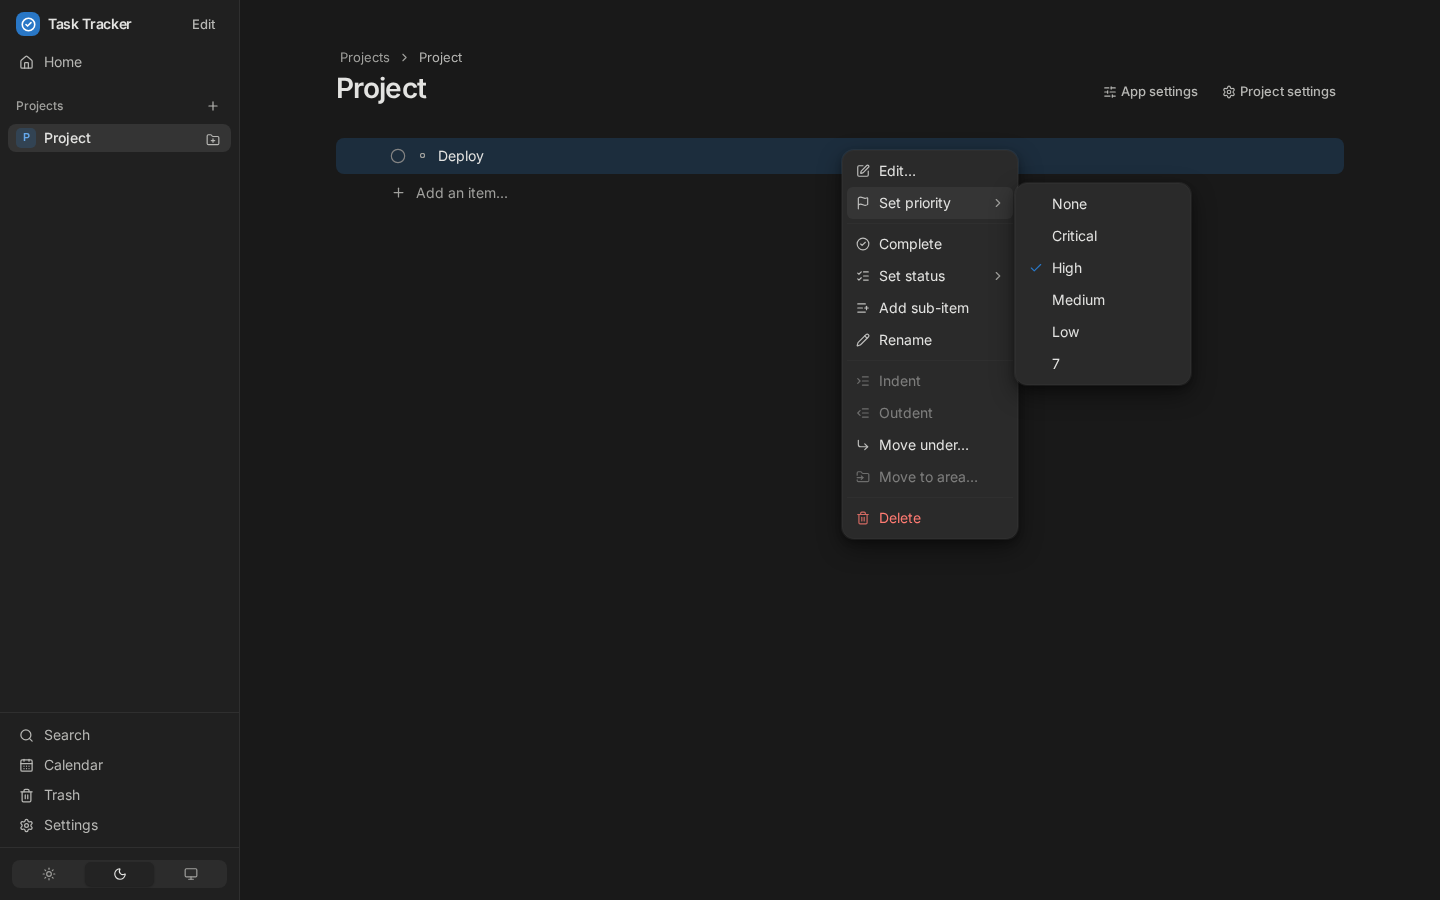 Task Tracker
Edit
Home
Projects
P
Project
Search
Calendar
Trash
Settings
Projects
Project
Project
App settings
Project settings
Deploy
Add an item...
Edit...
Set priority
Complete
Set status
Add sub-item
Rename
Indent
Outdent
Move under...
Move to area...
Delete
None
Critical
High
Medium
Low
7